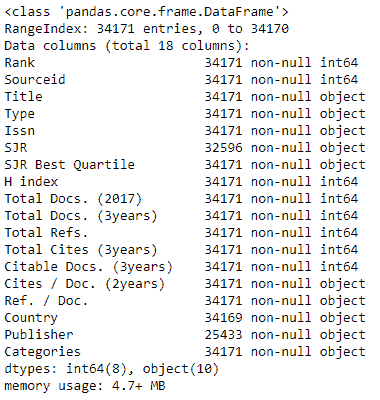 <class 'pandas.core.frame.DataFrame'>
RangeIndex: 34171 entries, 0 to 34170
Data columns (total 18 columns):
Rank                     34171 non-null int64
Sourceid                 34171 non-null int64
Title                    34171 non-null object
Type                     34171 non-null object
Issn                     34171 non-null object
SJR                      32596 non-null object
SJR Best Quartile        34171 non-null object
H index                  34171 non-null int64
Total Docs. (2017)       34171 non-null int64
Total Docs. (3years)     34171 non-null int64
Total Refs.              34171 non-null int64
Total Cites (3years)     34171 non-null int64
Citable Docs. (3years)   34171 non-null int64
Cites / Doc. (2years)    34171 non-null object
Ref. / Doc.              34171 non-null object
Country                  34169 non-null object
Publisher                25433 non-null object
Categories               34171 non-null object
dtypes: int64(8), object(10)
memory usage: 4.7+ MB